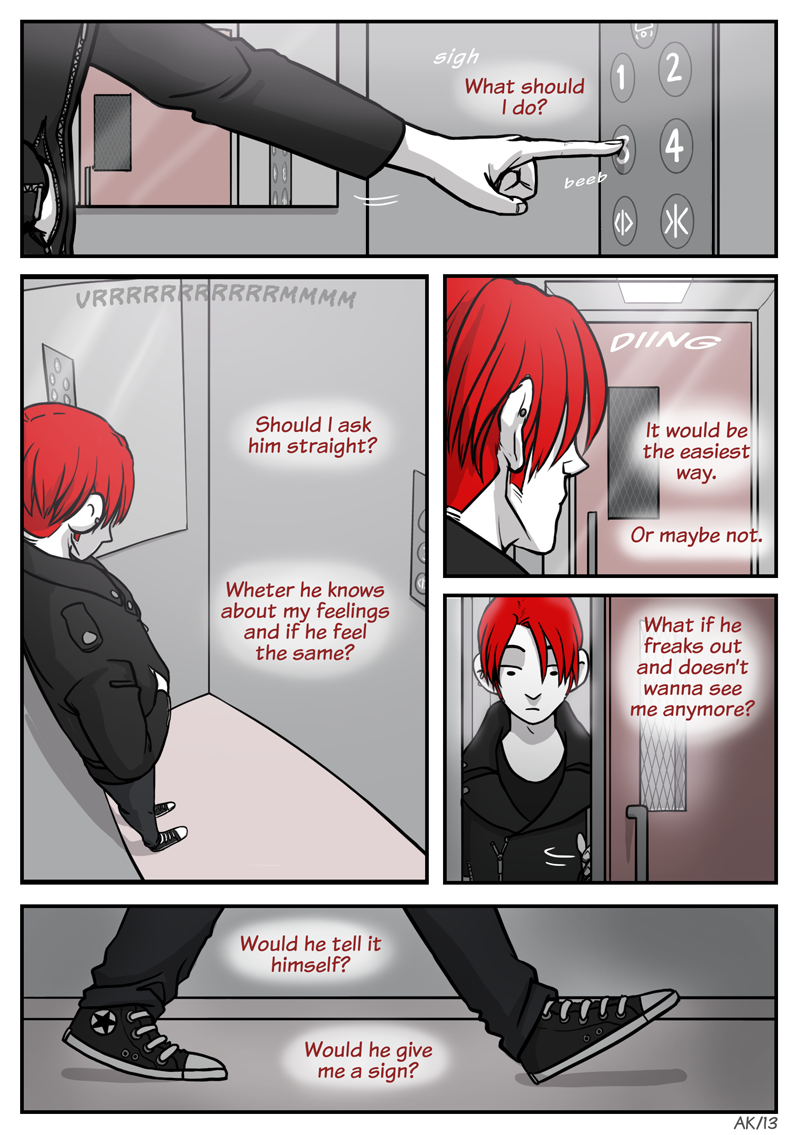 sigh
What should
I do?
1
2
3
4
beeb
VRRRRRRRRRRRMMMM
Should I ask
him straight?
Wheter he knows
about my feelings
and if he feel
the same?
DIING
It would be
the easiest
way.
Or maybe not.
What if he
freaks out
and doesn't
wanna see
me anymore?
Would he tell it
himself?
Would he give
me a sign?
AK/13